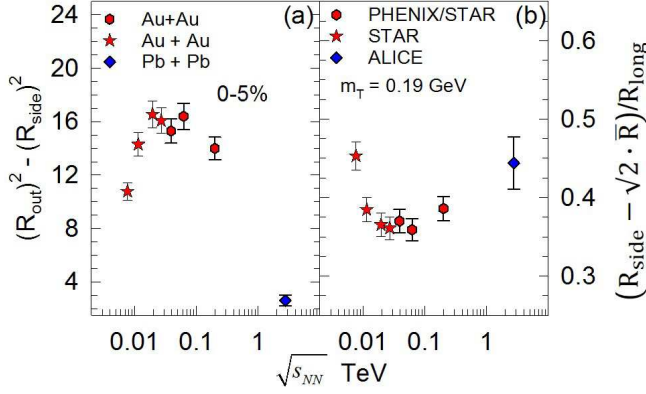 Au+Au
Au + Au
Pb + Pb
(a)
0-5%
(R_out)^2 - (R_side)^2
24
20
16
12
8
4
0.01 0.1 1
PHENIX/STAR
STAR
ALICE
(b)
m_T = 0.19 GeV
0.6
0.5
0.4
0.3
(R_side − √2 · R̅)/R_long
0.01 0.1 1
√s_NN TeV